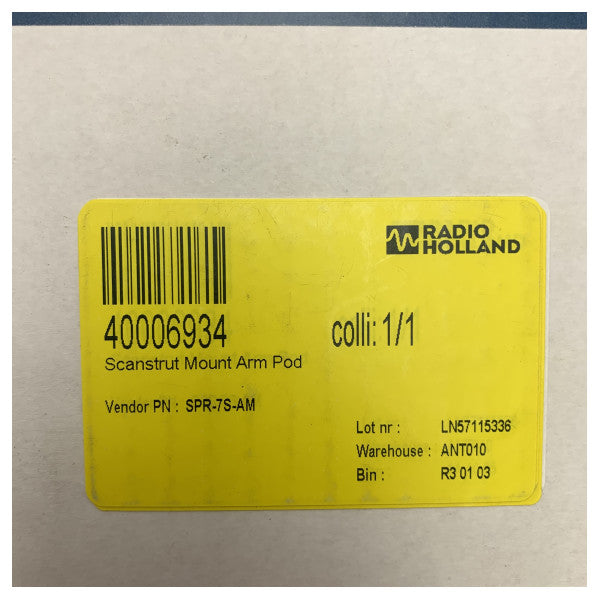 RADIO
HOLLAND
40006934
colli: 1/1
Scanstrut Mount Arm Pod
Vendor PN : SPR-7S-AM
Lot nr : LN57115336
Warehouse : ANT010
Bin : R3 01 03